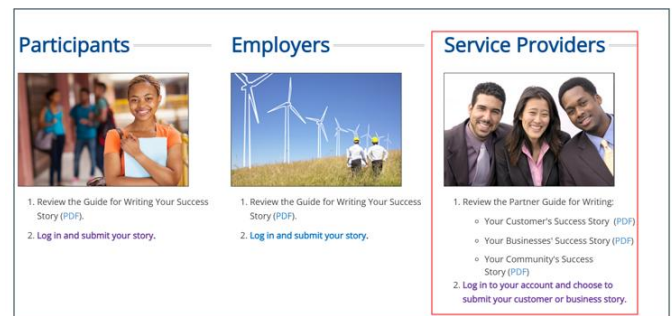 Participants
1. Review the Guide for Writing Your Success
Story (PDF).
2. Log in and submit your story.
Employers
1. Review the Guide for Writing Your Success
Story (PDF).
2. Log in and submit your story.
Service Providers
1. Review the Partner Guide for Writing:
Your Customer's Success Story (PDF)
Your Businesses' Success Story (PDF)
Your Community's Success
Story (PDF)
2. Log in to your account and choose to
submit your customer or business story.